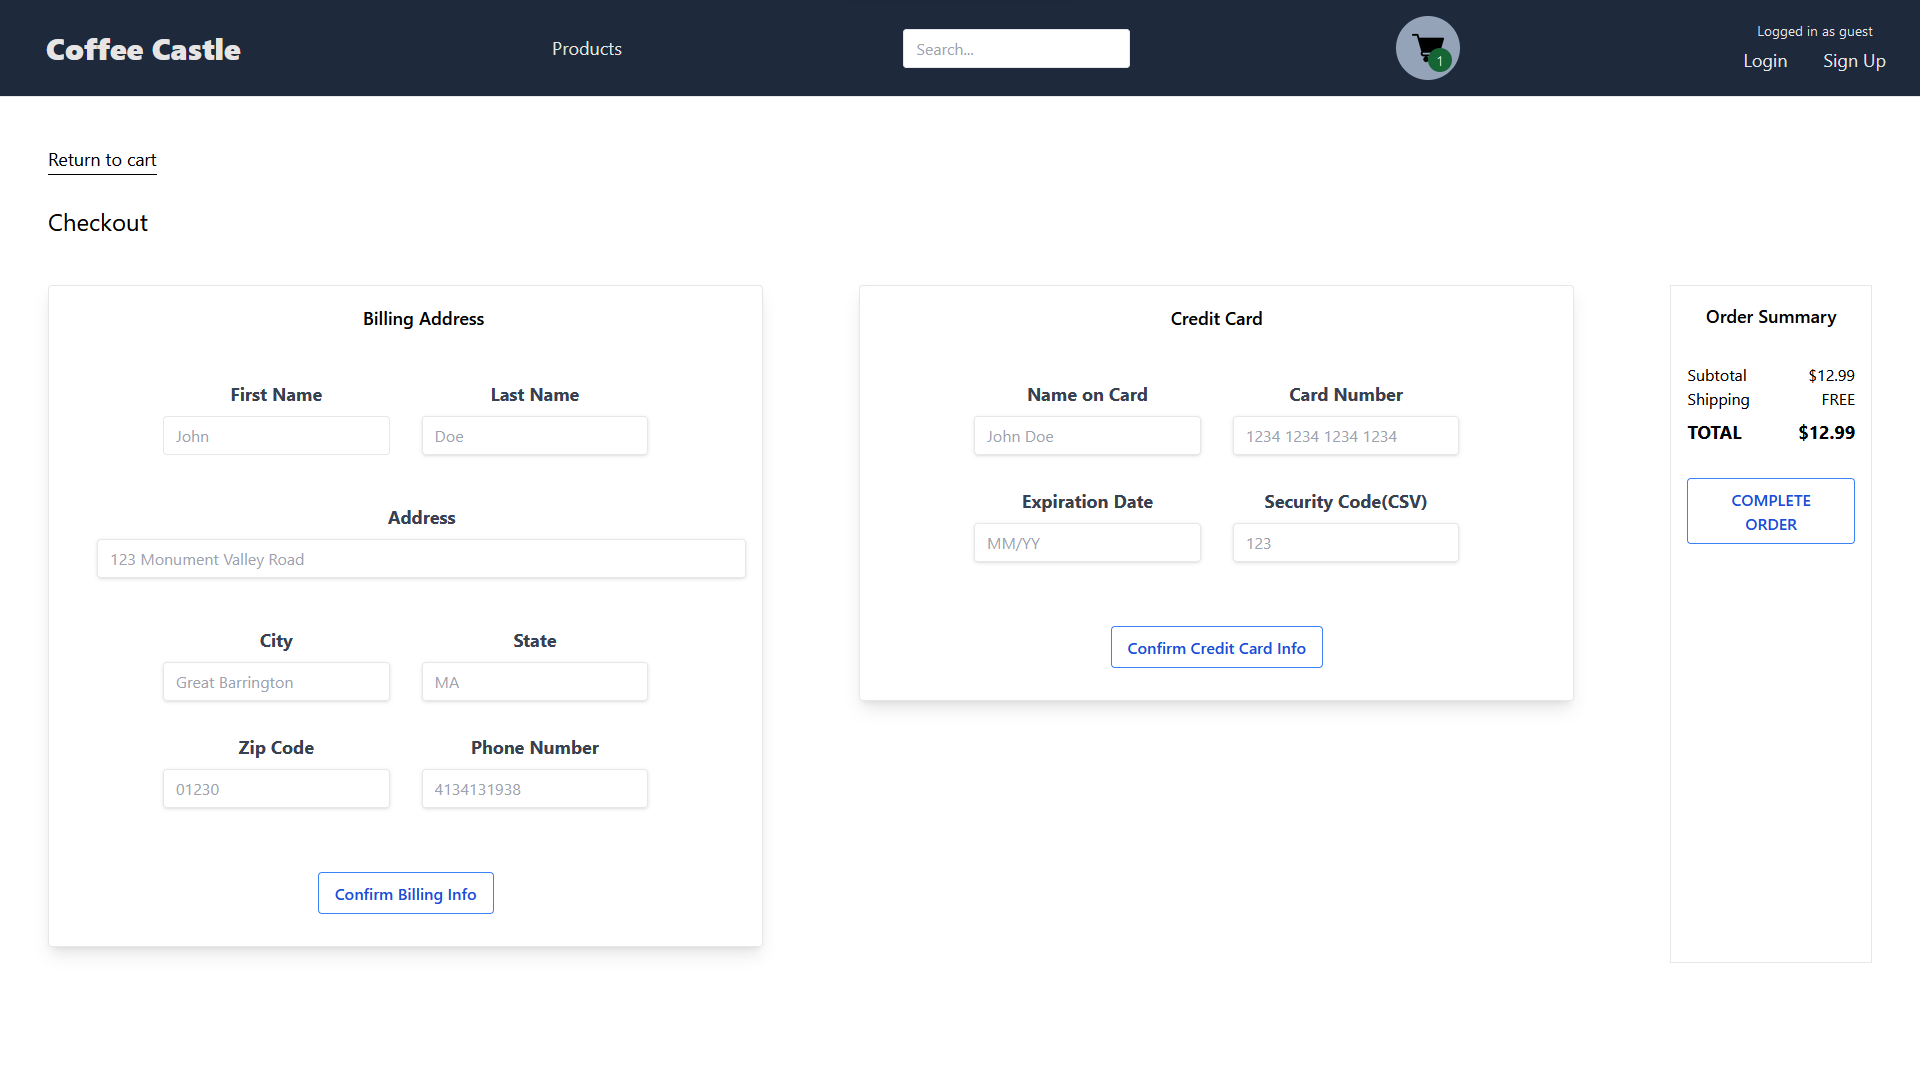 Coffee Castle
Products
Search...
1
Logged in as guest
Login Sign Up
Return to cart
Checkout
Billing Address
First Name Last Name
John Doe
Address
123 Monument Valley Road
City State
Great Barrington MA
Zip Code Phone Number
01230 4134131938
Confirm Billing Info
Credit Card
Name on Card Card Number
John Doe 1234 1234 1234 1234
Expiration Date Security Code(CSV)
MM/YY 123
Confirm Credit Card Info
Order Summary
Subtotal $12.99
Shipping FREE
TOTAL $12.99
COMPLETE
ORDER